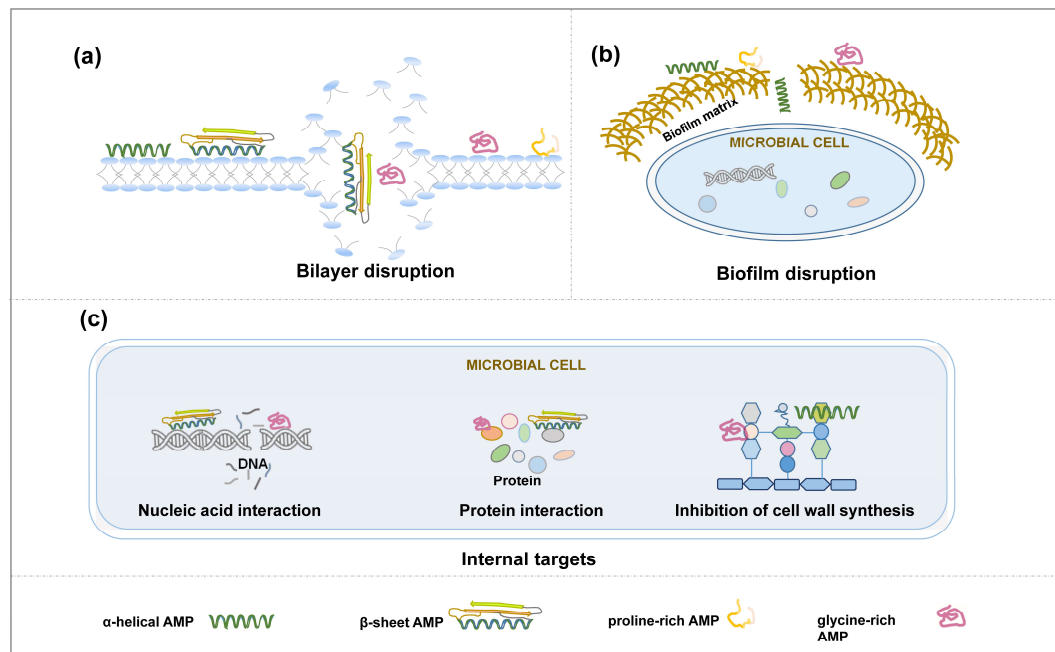 (a)
Bilayer disruption
(b)
Biofilm matrix
MICROBIAL CELL
Biofilm disruption
(c)
MICROBIAL CELL
DNA
Nucleic acid interaction
Protein
Protein interaction
Inhibition of cell wall synthesis
Internal targets
α-helical AMP
β-sheet AMP
proline-rich AMP
glycine-rich
AMP